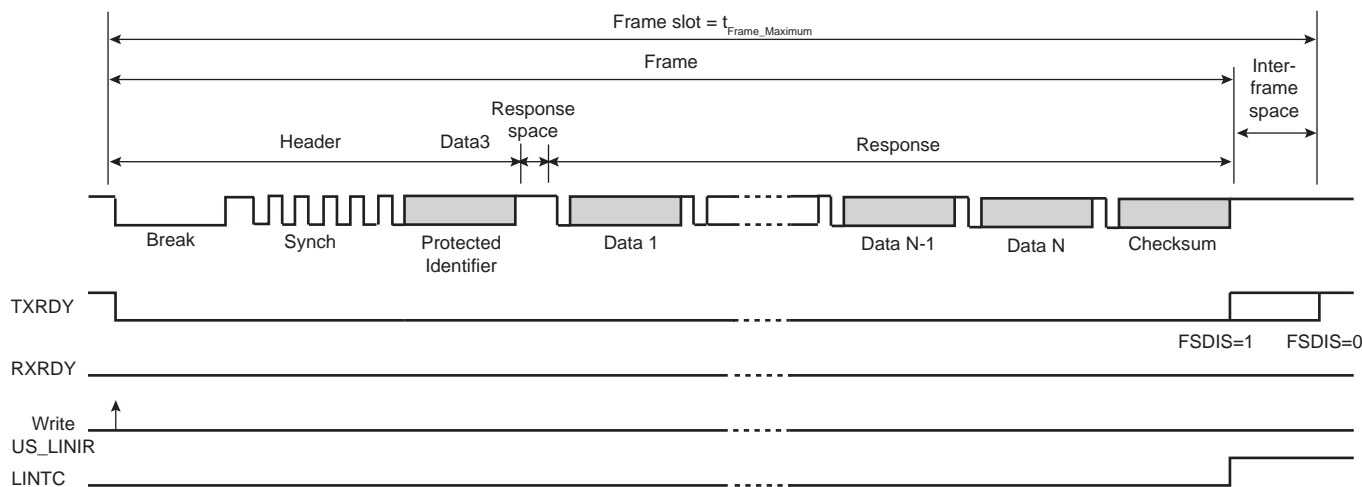 Frame slot = tFrame_Maximum
Frame
Inter-
frame
space
Response
space
Header
Data3
Response
Break
Synch
Protected
Identifier
Data 1
Data N-1
Data N
Checksum
TXRDY
FSDIS=1
FSDIS=0
RXRDY
Write
US_LINIR
LINTC